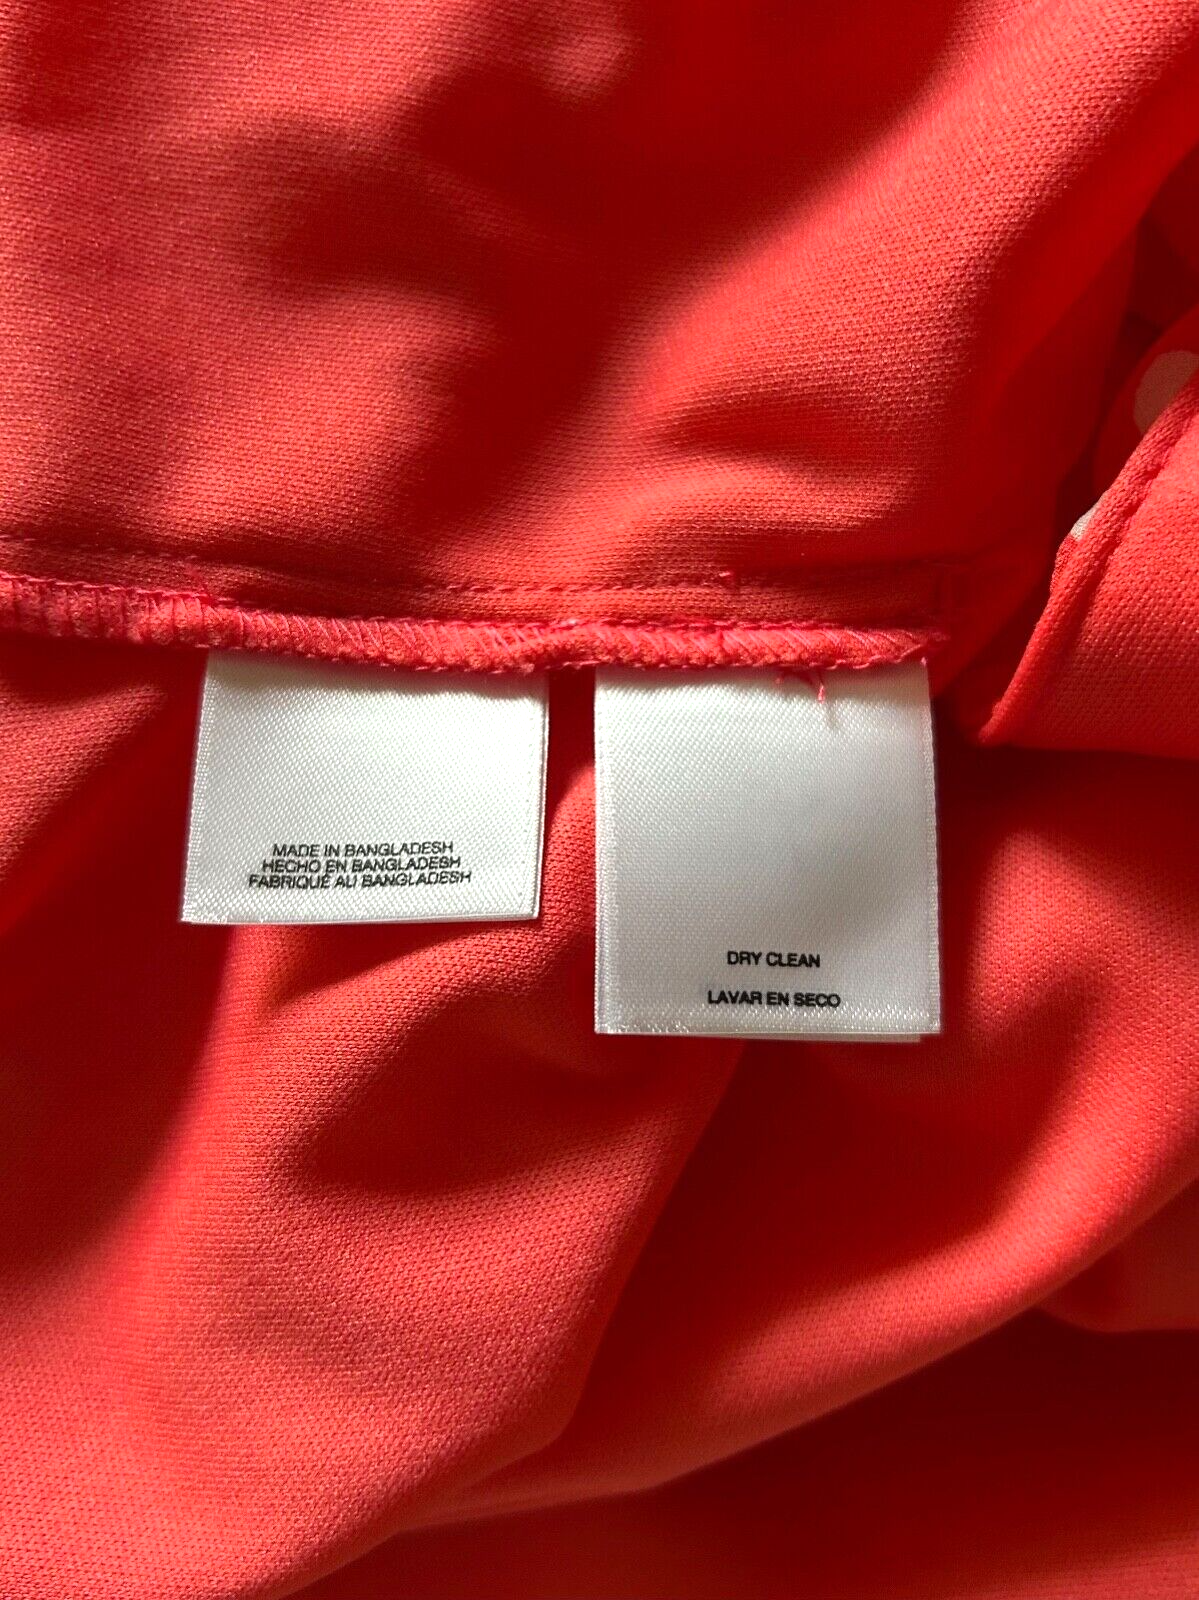 MADE IN BANGLADESH
HECHO EN BANGLADESH
FABRIQUÉ AU BANGLADESH
DRY CLEAN
LAVAR EN SECO